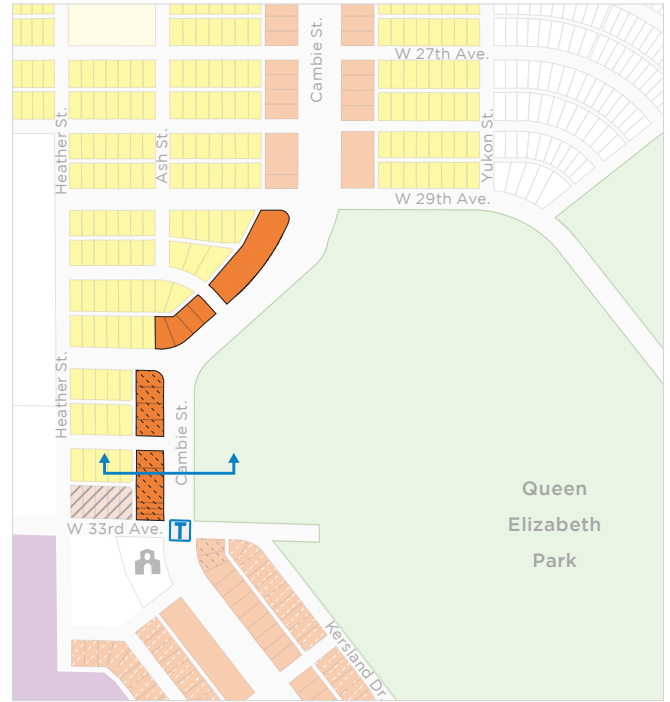 Cambie St.
W 27th Ave.
Heather St.
Ash St.
Yukon St.
W 29th Ave.
Heather St.
Cambie St.
Queen
Elizabeth
Park
W 33rd Ave.
T
Kersland Dr.